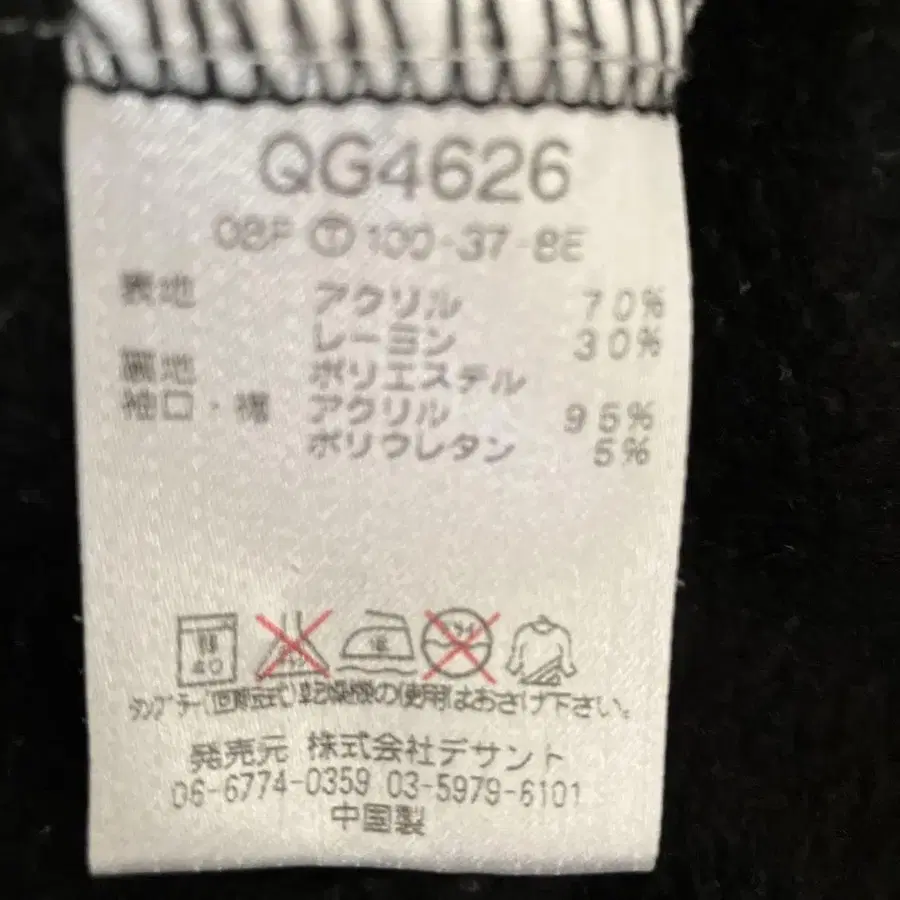 QG4626
08F Ⓣ 100-37-8E
表地 アクリル 70%
レーヨン 30%
裏地 ポリエステル
袖口・裾 アクリル 95%
ポリウレタン 5%
40
タンブラー(回転式)乾燥機の使用はおさけ下さい。
発売元 株式会社デサント
06-6774-0359 03-5979-6101
中国製